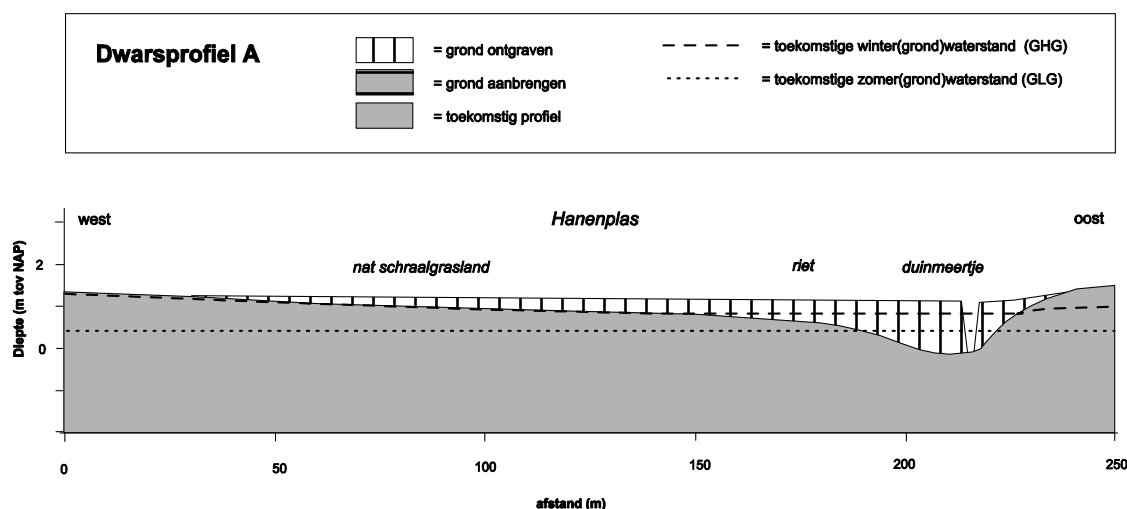 Dwarsprofiel A
= grond ontgraven
= grond aanbrengen
= toekomstig profiel
= toekomstige winter(grond)waterstand (GHG)
= toekomstige zomer(grond)waterstand (GLG)
west
Hanenplas
oost
nat schraalgrasland
riet
duinmeertje
Diepte (m tov NAP)
2
0
0
50
100
150
200
250
afstand (m)